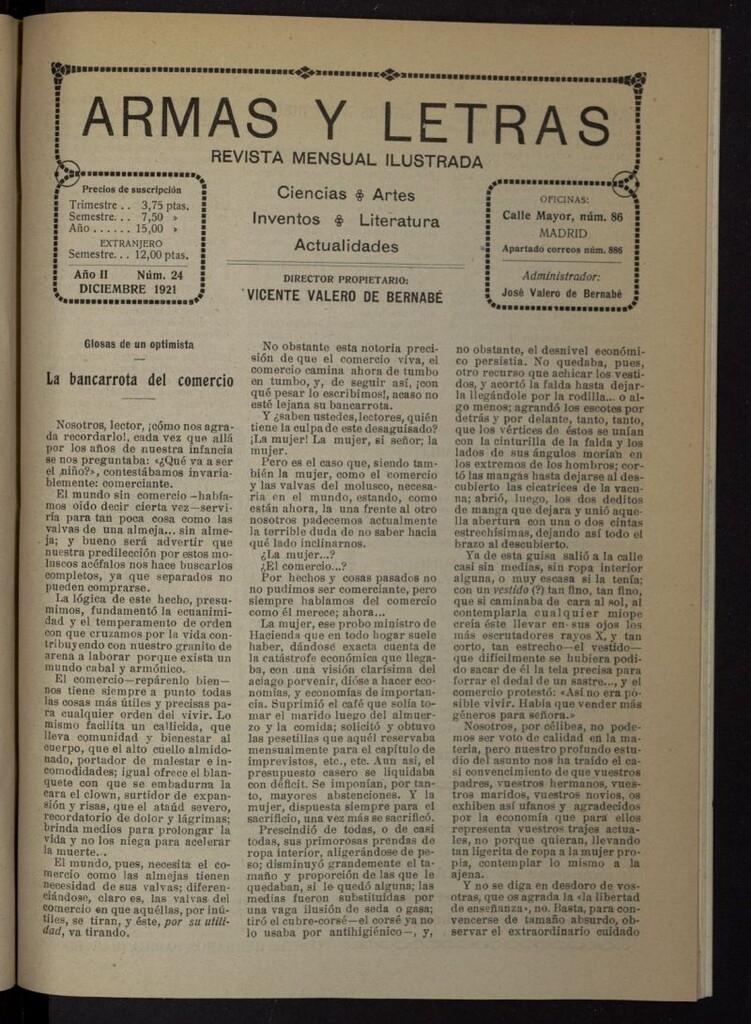 ARMAS Y LETRAS
REVISTA MENSUAL ILUSTRADA
Precios de suscripción
Trimestre . . 3,75 ptas.
Semestre. . . 7,50 »
Año . . . . . . 15,00 »
EXTRANJERO
Semestre. . . 12,00 ptas.
Año II Núm. 24
DICIEMBRE 1921
Ciencias Artes
Inventos Literatura
Actualidades
DIRECTOR PROPIETARIO:
VICENTE VALERO DE BERNABÉ
OFICINAS:
Calle Mayor, núm. 86
MADRID
Apartado correos núm. 886
Administrador:
José Valero de Bernabé
Glosas de un optimista
La bancarrota del comercio
Nosotros, lector, ¡cómo nos agra-
da recordarlo!, cada vez que allá
por los años de nuestra infancia
se nos preguntaba: «¿Qué va a ser
el niño?», contestábamos invaria-
blemente: comerciante.
El mundo sin comercio—había-
mos oído decir cierta vez—servi-
ría para tan poca cosa como las
valvas de una almeja... sin alme-
ja; y bueno será advertir que
nuestra predilección por estos mo-
luscos acéfalos nos hace buscarlos
completos, ya que separados no
pueden comprarse.
La lógica de este hecho, presu-
mimos, fundamentó la ecuanimi-
dad y el temperamento de orden
con que cruzamos por la vida con-
tribuyendo con nuestro granito de
arena a laborar porque exista un
mundo cabal y armónico.
El comercio—repárenlo bien—
nos tiene siempre a punto todas
las cosas más útiles y precisas pa-
ra cualquier orden del vivir. Lo
mismo facilita un callicida, que
lleva comunidad y bienestar al
cuerpo, que el alto cuello almido-
nado, portador de malestar e in-
comodidades; igual ofrece el blan-
quete con que se embadurna la
cara el clown, surtidor de expan-
sión y risas, que el ataúd severo,
recordatorio de dolor y lágrimas;
brinda medios para prolongar la
vida y no los niega para acelerar
la muerte...
El mundo, pues, necesita el co-
mercio como las almejas tienen
necesidad de sus valvas; diferen-
ciándose, claro es, las valvas del
comercio en que aquéllas, por inú-
tiles, se tiran, y éste, por su utili-
dad, va tirando.
No obstante esta notoria preci-
sión de que el comercio viva, el
comercio camina ahora de tumbo
en tumbo, y, de seguir así, ¡con
qué pesar lo escribimos!, acaso no
esté lejana su bancarrota.
Y ¿saben ustedes, lectores, quién
tiene la culpa de este desaguisado?
¡La mujer! La mujer, sí señor; la
mujer.
Pero es el caso que, siendo tam-
bién la mujer, como el comercio
y las valvas del molusco, necesa-
ria en el mundo, estando, como
están ahora, la una frente al otro
nosotros padecemos actualmente
la terrible duda de no saber hacia
qué lado inclinarnos.
¿La mujer...?
¿El comercio...?
Por hechos y cosas pasados no
no pudimos ser comerciante, pero
siempre hablamos del comercio
como él merece; ahora...
La mujer, ese probo ministro de
Hacienda que en todo hogar suele
haber, dándose exacta cuenta de
la catástrofe económica que llega-
ba, con una visión clarísima del
aciago porvenir, dióse a hacer eco-
nomías, y economías de importan-
cia. Suprimió el café que solía to-
mar el marido luego del almuer-
zo y la comida; solicitó y obtuvo
las pesetillas que aquél reservaba
mensualmente para el capítulo de
imprevistos, etc., etc. Aun así, el
presupuesto casero se liquidaba
con déficit. Se imponían, por tan-
to, mayores abstenciones. Y la
mujer, dispuesta siempre para el
sacrificio, una vez más se sacrificó.
Prescindió de todas, o de casi
todas, sus primorosas prendas de
ropa interior, aligerándose de pe-
so; disminuyó grandemente el ta-
maño y proporción de las que le
quedaban, si le quedó alguna; las
medias fueron substituídas por
una vaga ilusión de seda o gasa;
tiró el cubre-corsé—el corsé ya no
lo usaba por antihigiénico—, y,
no obstante, el desnivel económi-
co persistía. No quedaba, pues,
otro recurso que achicar los vesti-
dos, y acortó la falda hasta dejar-
la llegándole por la rodilla... o al-
go menos; agrandó los escotes por
detrás y por delante, tanto, tanto,
que los vértices de éstos se unían
con la cinturilla de la falda y los
lados de sus ángulos morían en
los extremos de los hombros; cor-
tó las mangas hasta dejarse al des-
cubierto las cicatrices de la vacu-
na; abrió, luego, los dos deditos
de manga que dejara y unió aque-
lla abertura con una o dos cintas
estrechísimas, dejando así todo el
brazo al descubierto.
Ya de esta guisa salió a la calle
casi sin medias, sin ropa interior
alguna, o muy escasa si la tenía;
con un vestido (?) tan fino, tan fino,
que si caminaba de cara al sol, al
contemplarla cualquier miope
creía éste llevar en sus ojos los
más escrutadores rayos X, y tan
corto, tan estrecho—el vestido—
que difícilmente se hubiera podi-
do sacar de él la tela precisa para
forrar el dedal de un sastre..., y el
comercio protestó: «Así no era po-
sible vivir. Había que vender más
géneros para señora.»
Nosotros, por célibes, no pode-
mos ser voto de calidad en la ma-
teria, pero nuestro profundo estu-
dio del asunto nos ha traído el ca-
si convencimiento de que vuestros
padres, vuestros hermanos, vues-
tros maridos, vuestros novios, os
exhiben así ufanos y agradecidos
por la economía que para ellos
representa vuestros trajes actua-
les, no porque quieran, llevando
tan ligerita de ropa a la mujer pro-
pia, contemplar lo mismo a la
ajena.
Y no se diga en desdoro de vos-
otras, que os agrada la «la libertad
de enseñanza», no. Basta, para con-
vencerse de tamaño absurdo, ob-
servar el extraordinario cuidado